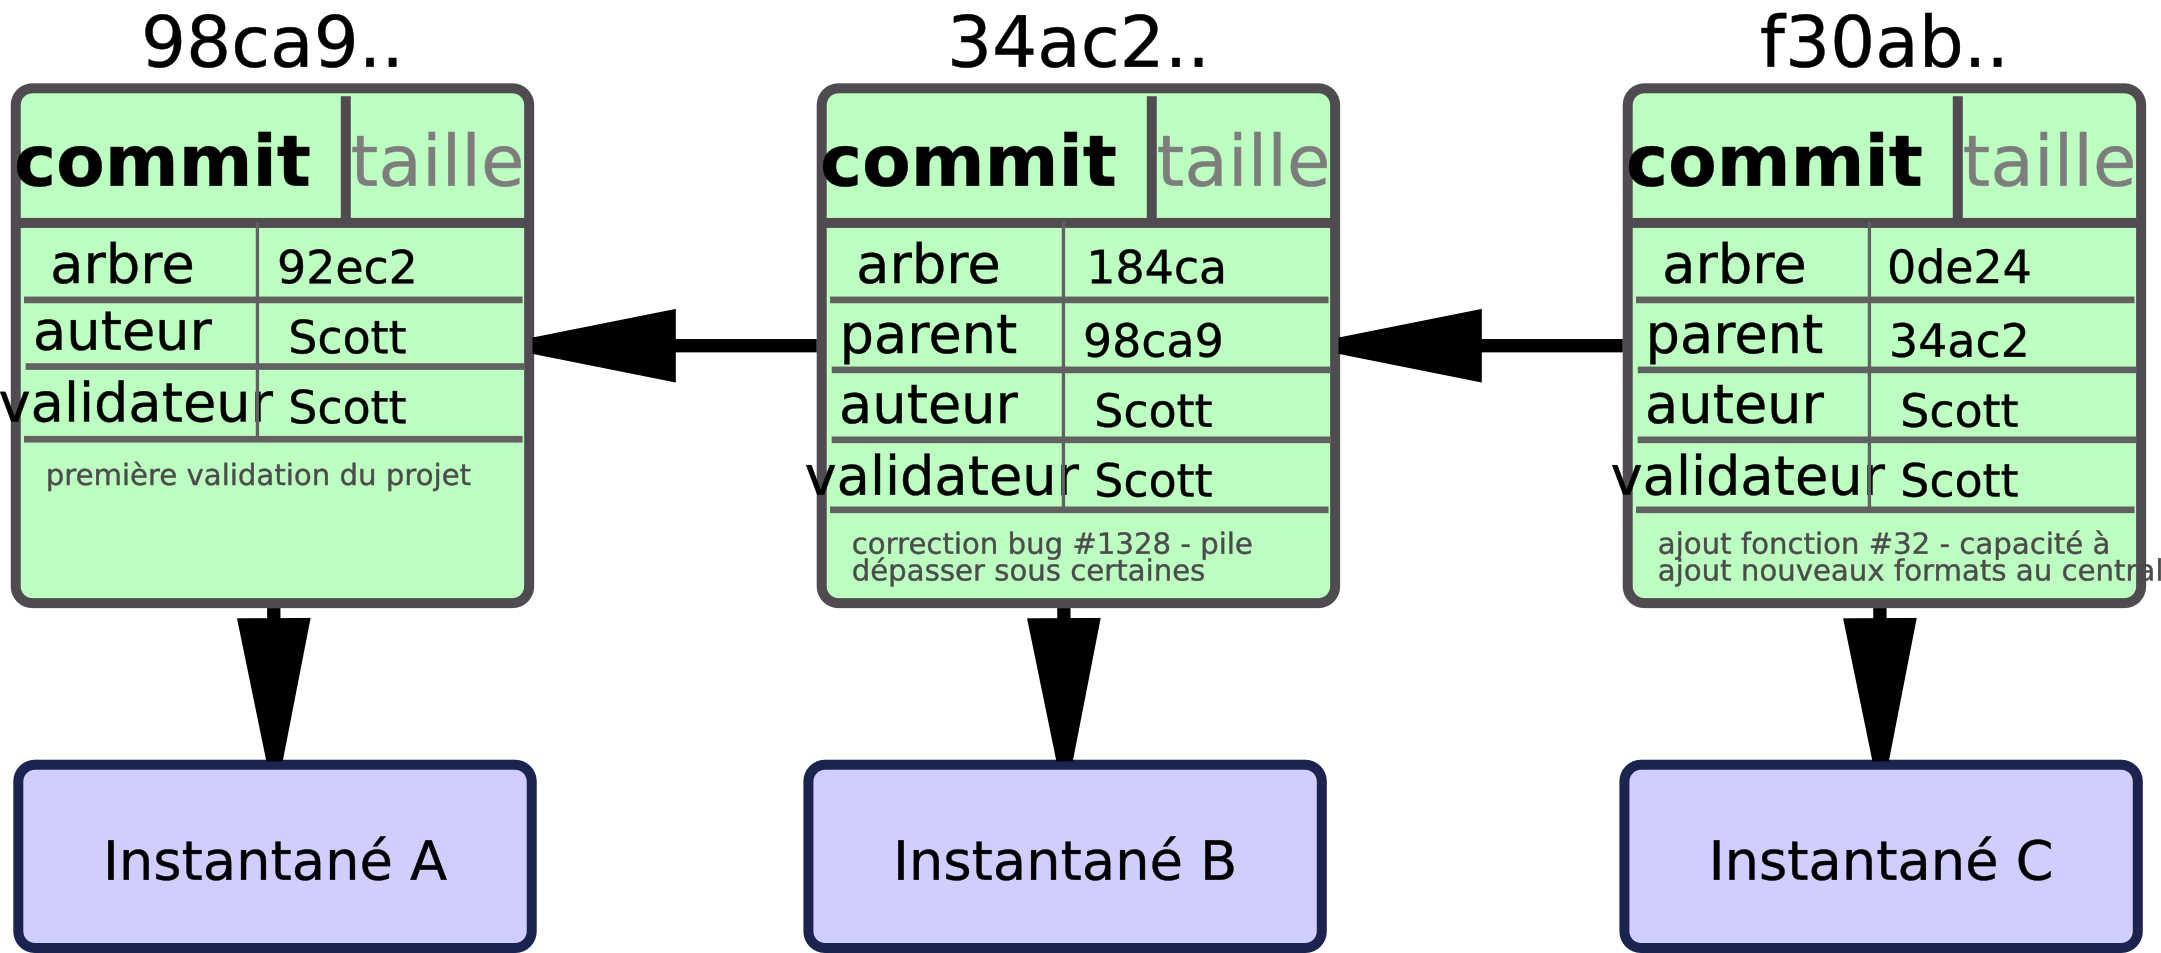 98ca9..
commit taille
arbre 92ec2
auteur Scott
validateur Scott
première validation du projet
34ac2..
commit taille
arbre 184ca
parent 98ca9
auteur Scott
validateur Scott
correction bug #1328 - pile
dépasser sous certaines
f30ab..
commit taille
arbre 0de24
parent 34ac2
auteur Scott
validateur Scott
ajout fonction #32 - capacité à
ajout nouveaux formats au central
Instantané A
Instantané B
Instantané C